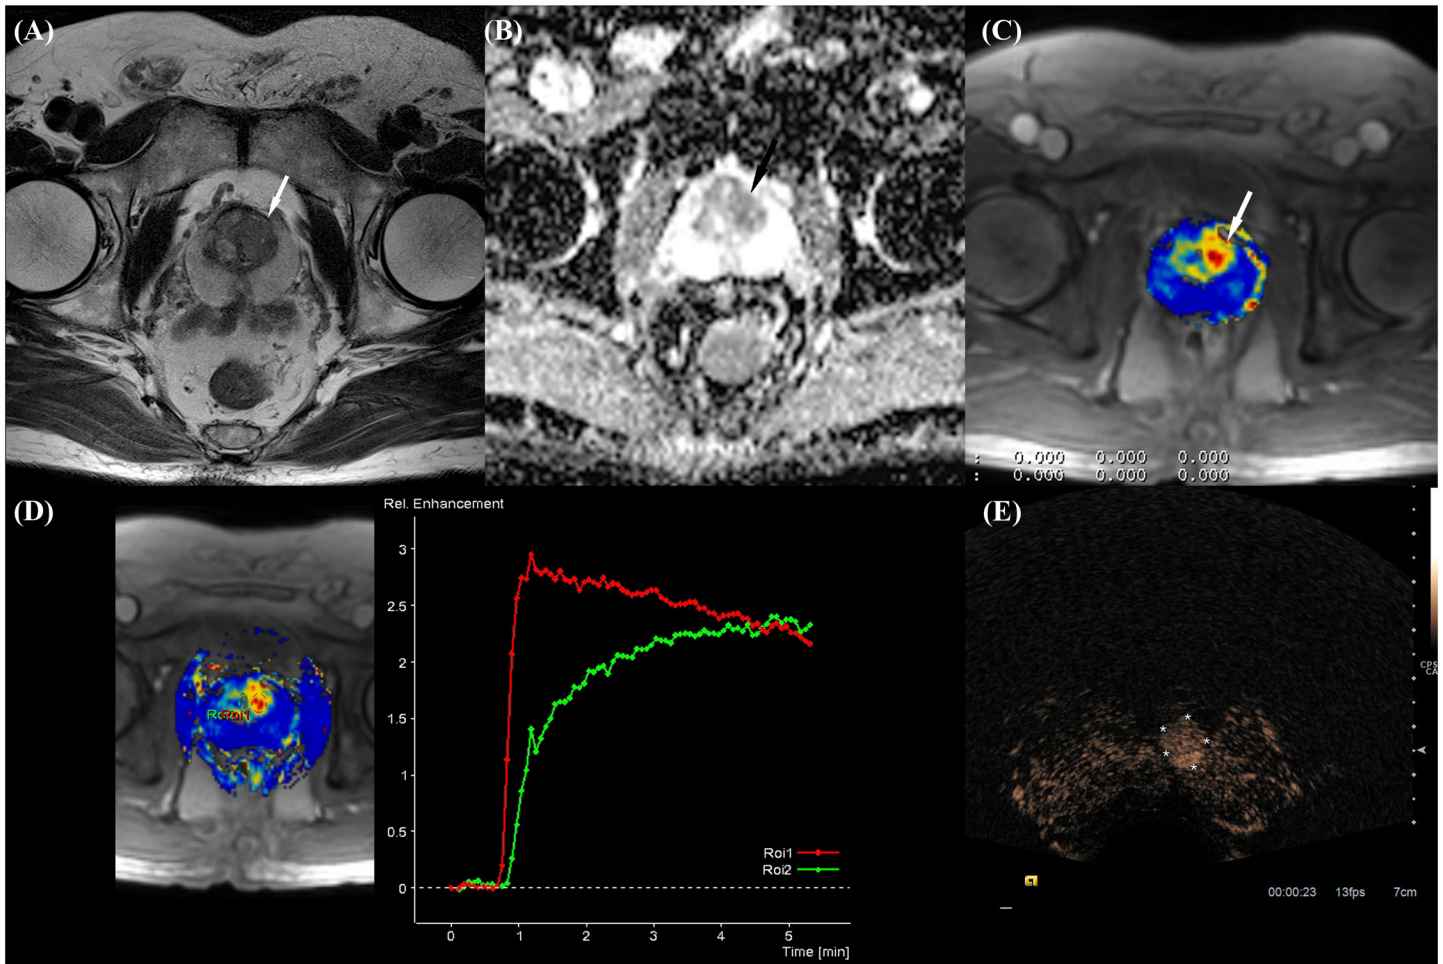 (A)
(B)
(C)
: 0.000 0.000 0.000
: 0.000 0.000 0.000
(D)
Rel. Enhancement
3
2.5
2
1.5
1
0.5
0
Roi1
Roi2
0 1 2 3 4 5
Time [min]
(E)
CPS
CA
00:00:23 13fps 7cm